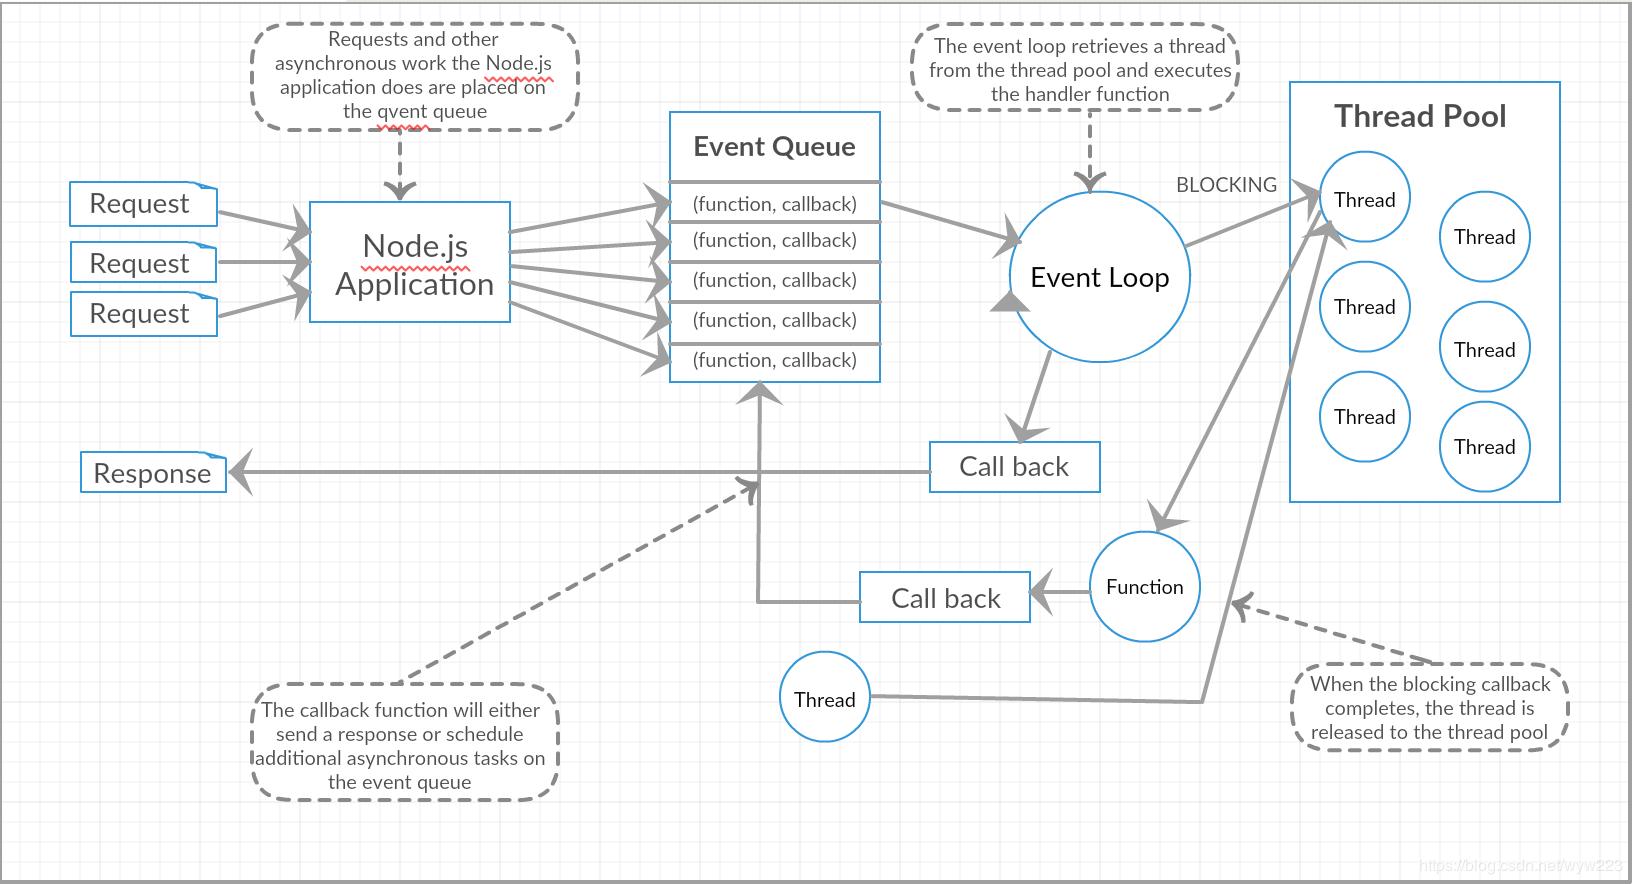 Requests and other
asynchronous work the Node.js
application does are placed on
the qvent queue
The event loop retrieves a thread
from the thread pool and executes
the handler function
Thread Pool
Event Queue
BLOCKING
Request
Request
Request
Node.js
Application
(function, callback)
(function, callback)
(function, callback)
(function, callback)
(function, callback)
Event Loop
Thread
Thread
Thread
Thread
Thread
Thread
Response
Call back
Call back
Function
Thread
The callback function will either
send a response or schedule
additional asynchronous tasks on
the event queue
When the blocking callback
completes, the thread is
released to the thread pool
https://blog.csdn.net/wyw223